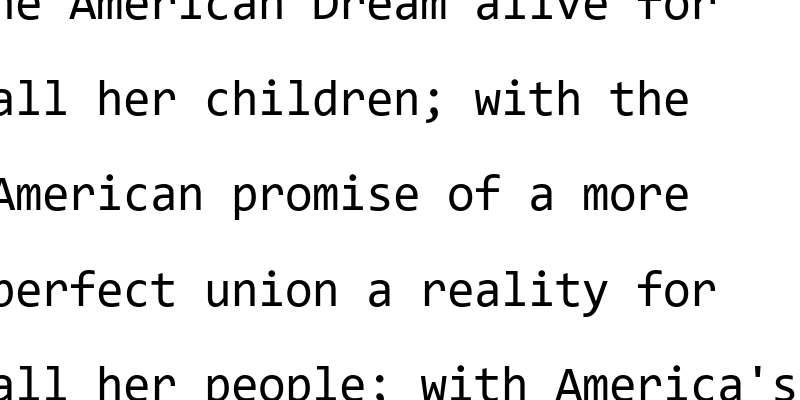 he American Dream alive for
all her children; with the
American promise of a more
perfect union a reality for
all her people; with America's